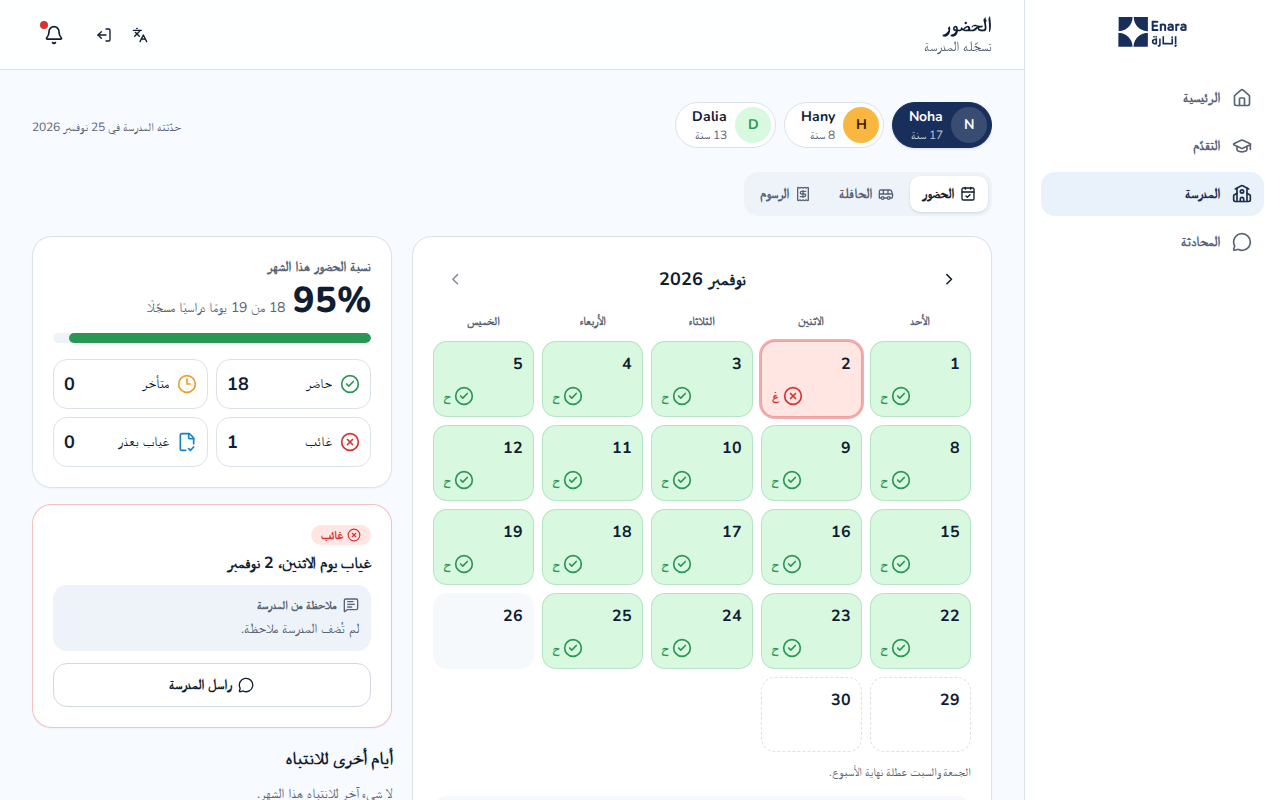 Enara
إنارة
الرئيسية
التقدّم
المدرسة
المحادثة
الحضور
تسجّله المدرسة
N
Noha
17 سنة
H
Hany
8 سنة
D
Dalia
13 سنة
حدّثته المدرسة في 25 نوفمبر 2026
الحضور
الحافلة
الرسوم
نوفمبر 2026
الأحد الاثنين الثلاثاء الأربعاء الخميس
1 2 3 4 5
ح غ ح ح ح
8 9 10 11 12
ح ح ح ح ح
15 16 17 18 19
ح ح ح ح ح
22 23 24 25 26
ح ح ح ح
29 30
الجمعة والسبت عطلة نهاية الأسبوع.
نسبة الحضور هذا الشهر
95% 18 من 19 يومًا دراسيًا مسجّلًا
حاضر 18
متأخر 0
غائب 1
غياب بعذر 0
غائب
غياب يوم الاثنين، 2 نوفمبر
ملاحظة من المدرسة
لم تُضف المدرسة ملاحظة.
راسل المدرسة
أيام أخرى للانتباه
لا شيء آخر للانتباه هذا الشهر.